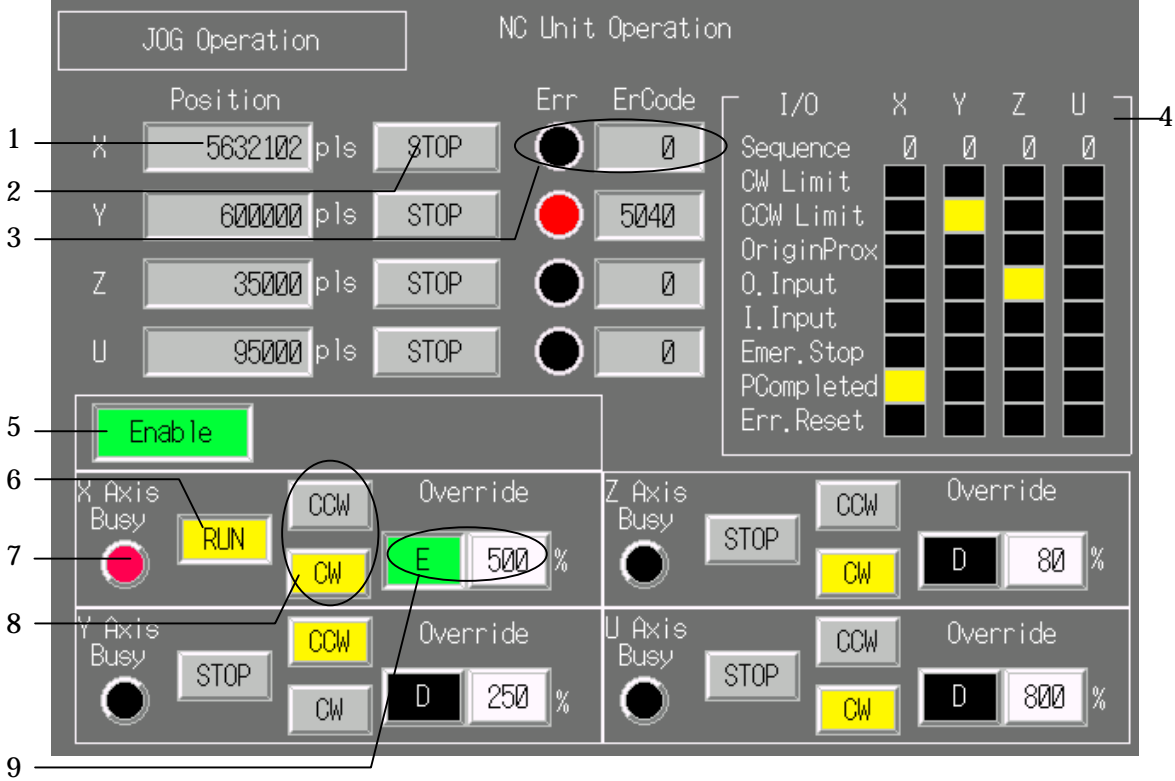 JOG Operation
NC Unit Operation
Position Err ErCode
1 X 5632102 pls STOP 0
2
Y 600000 pls STOP 5040
3
Z 35000 pls STOP 0
U 95000 pls STOP 0
I/O X Y Z U
4
Sequence 0 0 0 0
CW Limit
CCW Limit
OriginProx
O.Input
I.Input
Emer.Stop
PCompleted
Err.Reset
5 Enable
6
X Axis
Busy
RUN
CCW
CW
Override
E 500 %
7
8
Z Axis
Busy
STOP
CCW
CW
Override
D 80 %
Y Axis
Busy
STOP
CCW
CW
Override
D 250 %
U Axis
Busy
STOP
CCW
CW
Override
D 800 %
9